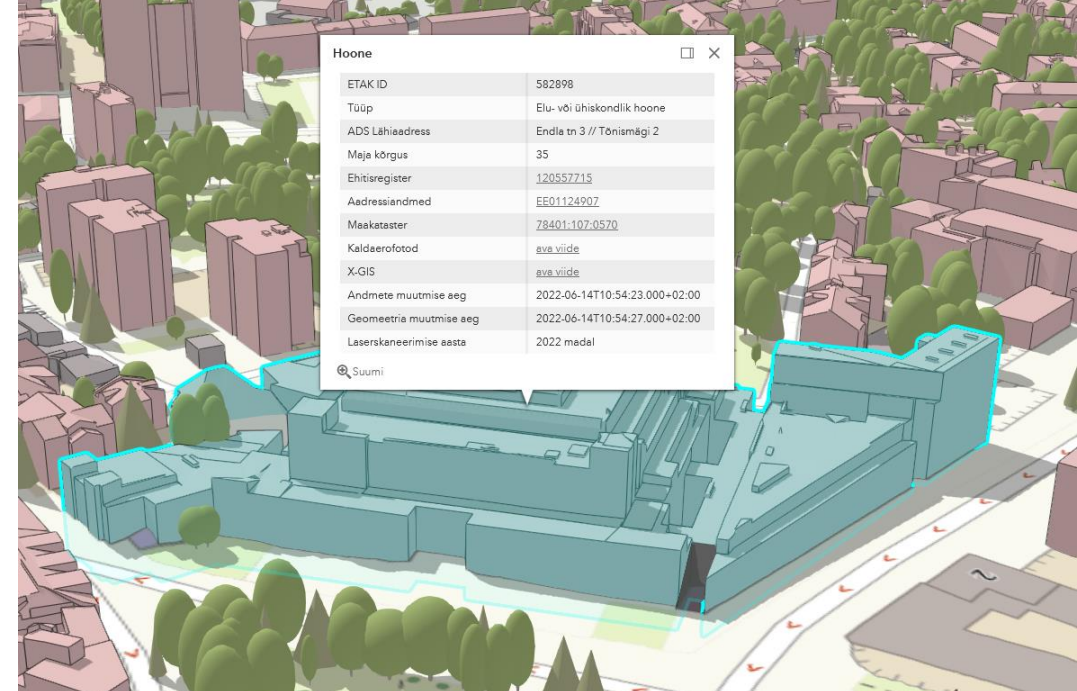 Hoone
ETAK ID 582898
Tüüp Elu- või ühiskondlik hoone
ADS Lähiaadress Endla tn 3 // Tõnismägi 2
Maja kõrgus 35
Ehitisregister 120557715
Aadressiandmed EE01124907
Maakataster 78401:107:0570
Kaldaerofotod ava viide
X-GIS ava viide
Andmete muutmise aeg 2022-06-14T10:54:23.000+02:00
Geomeetria muutmise aeg 2022-06-14T10:54:27.000+02:00
Laserskaneerimise aasta 2022 madal
Suumi